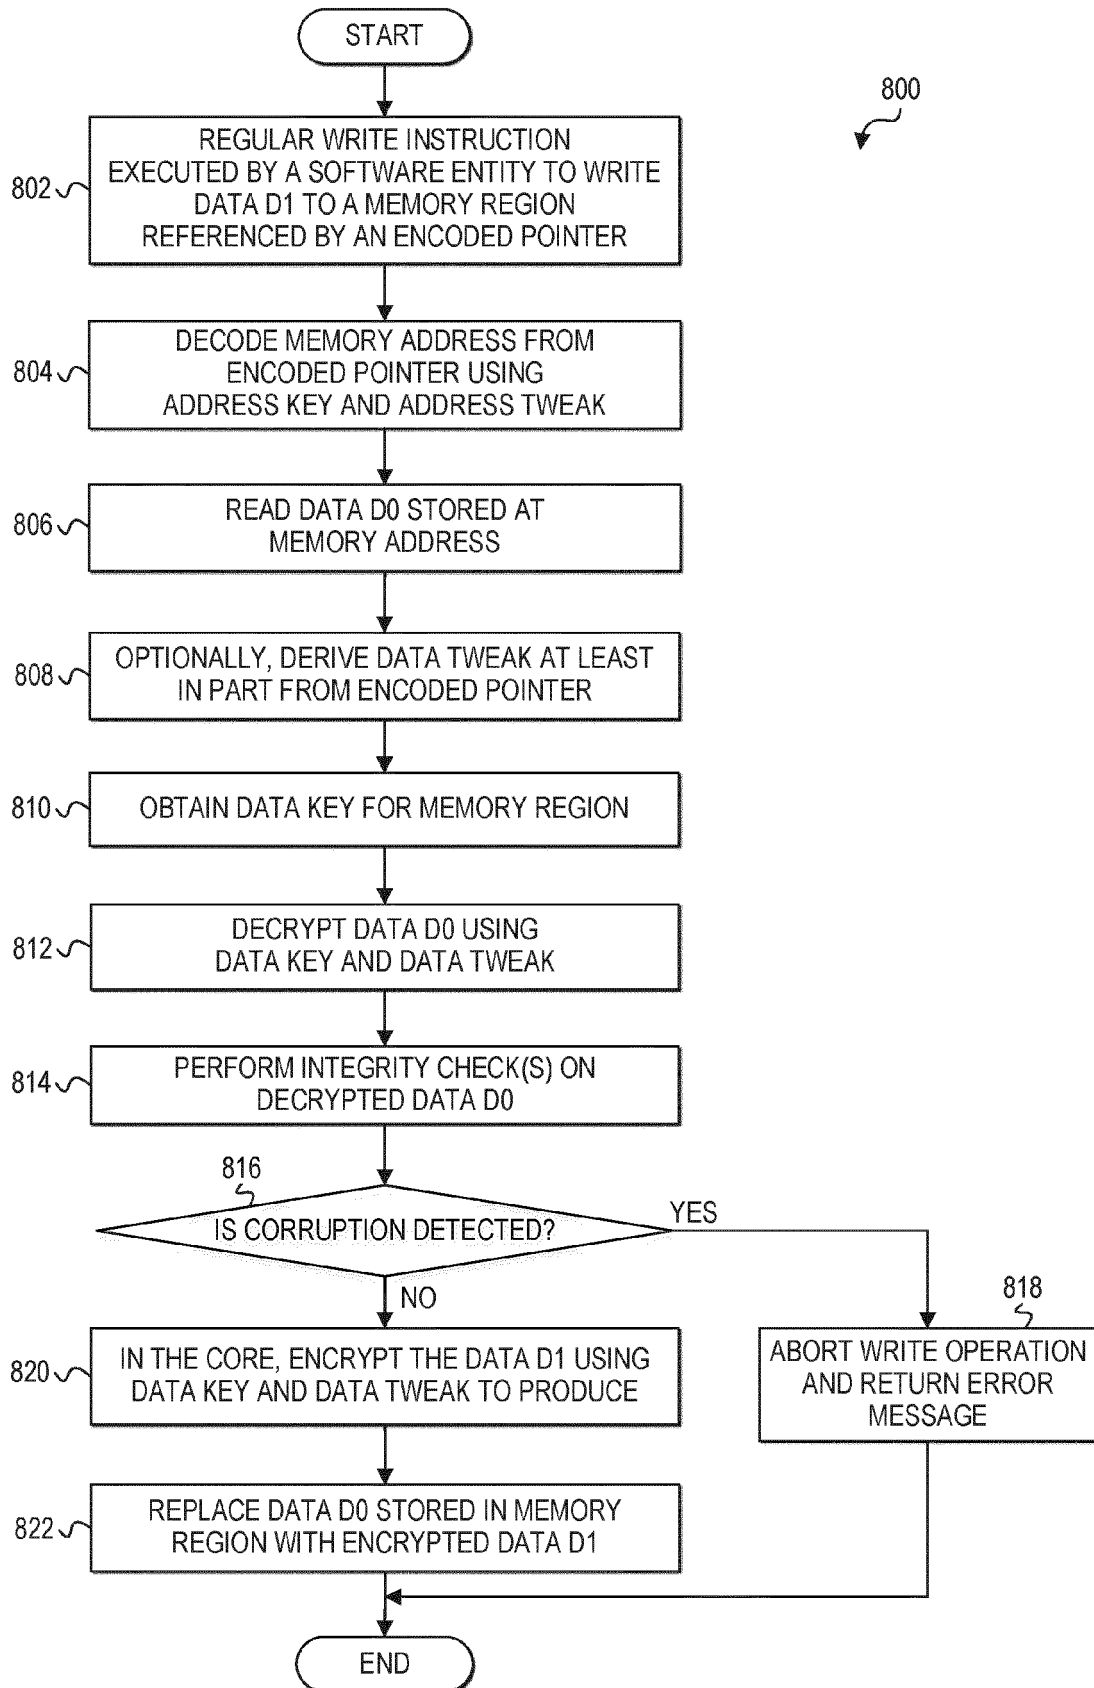 START
800
802
REGULAR WRITE INSTRUCTION
EXECUTED BY A SOFTWARE ENTITY TO WRITE
DATA D1 TO A MEMORY REGION
REFERENCED BY AN ENCODED POINTER
804
DECODE MEMORY ADDRESS FROM
ENCODED POINTER USING
ADDRESS KEY AND ADDRESS TWEAK
806
READ DATA D0 STORED AT
MEMORY ADDRESS
808
OPTIONALLY, DERIVE DATA TWEAK AT LEAST
IN PART FROM ENCODED POINTER
810
OBTAIN DATA KEY FOR MEMORY REGION
812
DECRYPT DATA D0 USING
DATA KEY AND DATA TWEAK
814
PERFORM INTEGRITY CHECK(S) ON
DECRYPTED DATA D0
816
IS CORRUPTION DETECTED?
YES
NO
818
ABORT WRITE OPERATION
AND RETURN ERROR
MESSAGE
820
IN THE CORE, ENCRYPT THE DATA D1 USING
DATA KEY AND DATA TWEAK TO PRODUCE
822
REPLACE DATA D0 STORED IN MEMORY
REGION WITH ENCRYPTED DATA D1
END